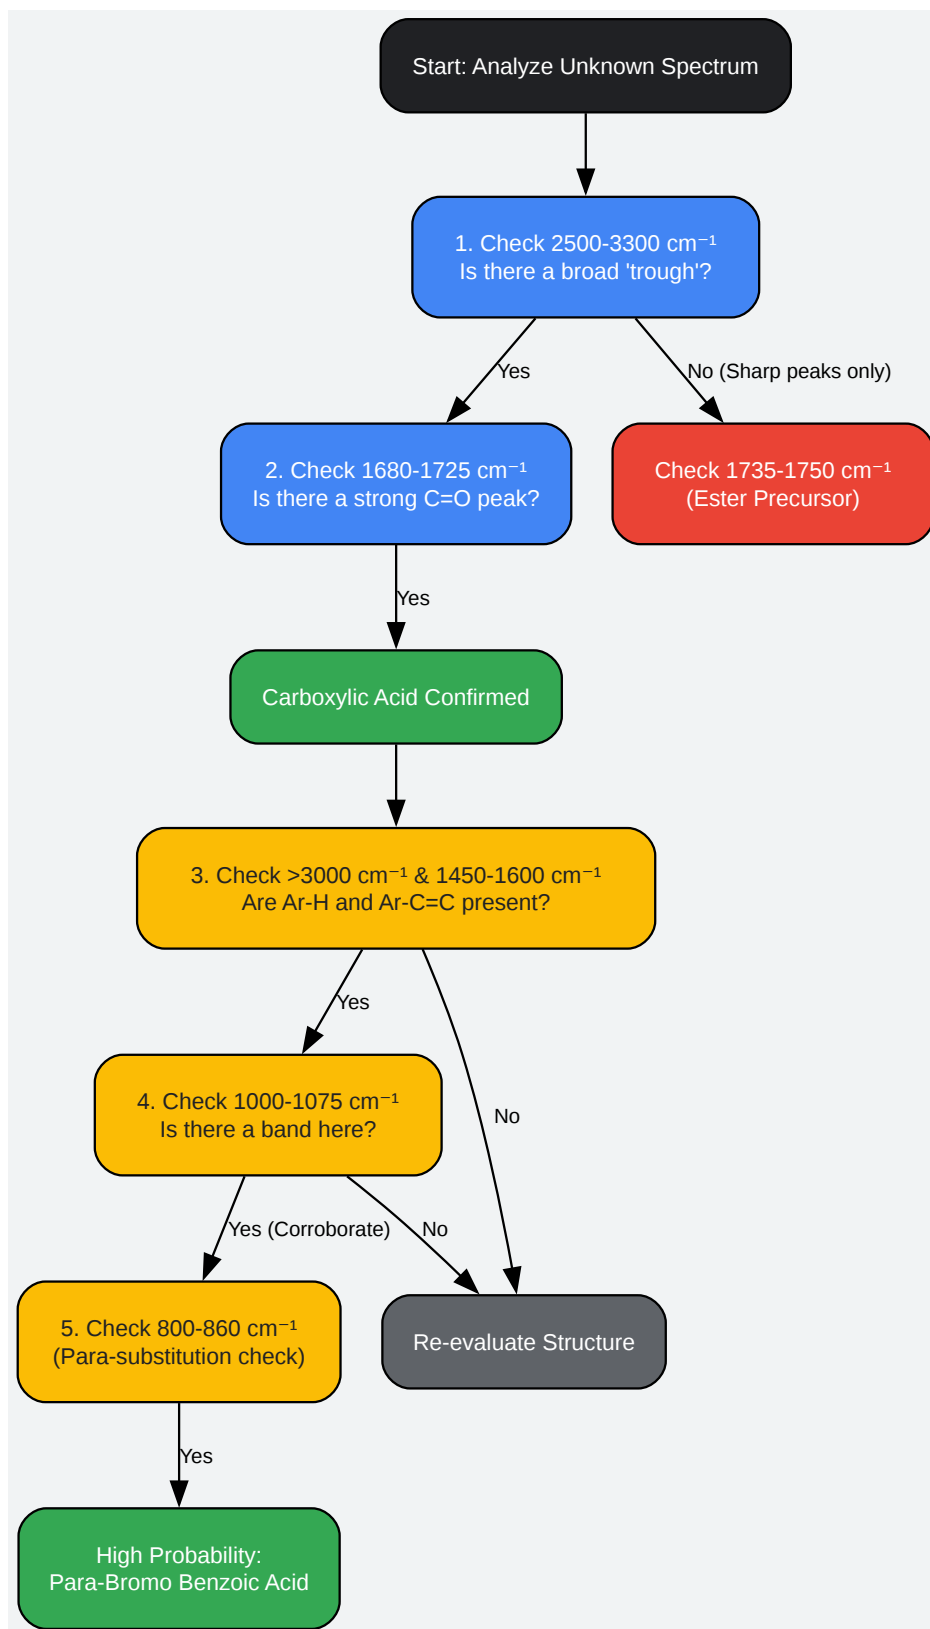 Start: Analyze Unknown Spectrum
1. Check 2500-3300 cm⁻¹
Is there a broad 'trough'?
Yes
No (Sharp peaks only)
2. Check 1680-1725 cm⁻¹
Is there a strong C=O peak?
Check 1735-1750 cm⁻¹
(Ester Precursor)
Yes
Carboxylic Acid Confirmed
3. Check >3000 cm⁻¹ & 1450-1600 cm⁻¹
Are Ar-H and Ar-C=C present?
Yes
No
4. Check 1000-1075 cm⁻¹
Is there a band here?
Yes (Corroborate)
No
5. Check 800-860 cm⁻¹
(Para-substitution check)
Re-evaluate Structure
Yes
High Probability:
Para-Bromo Benzoic Acid